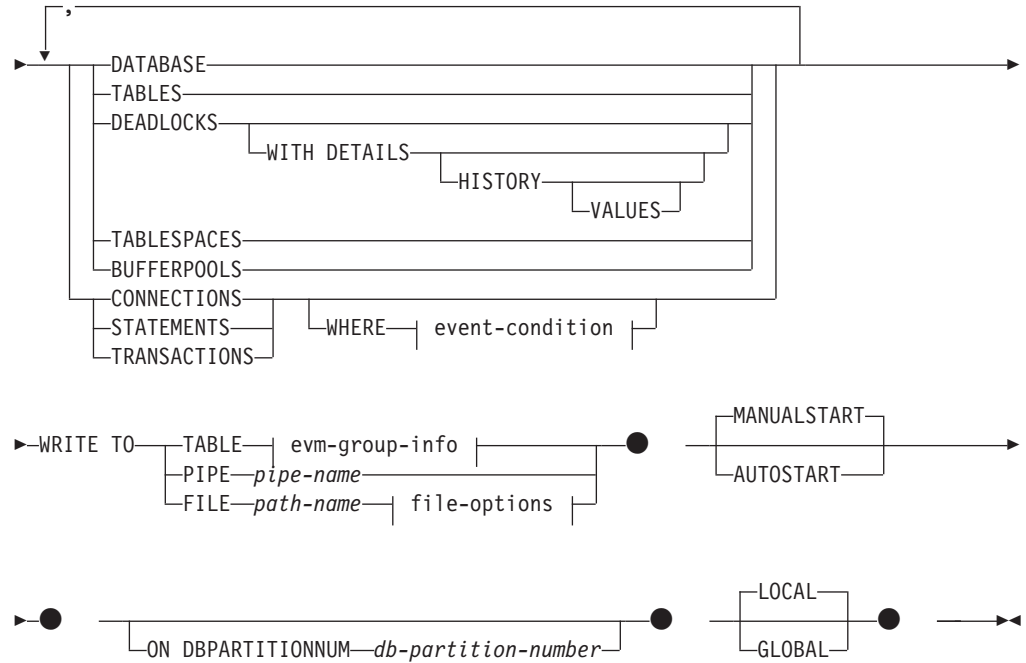 ,
DATABASE
TABLES
DEADLOCKS
WITH DETAILS
HISTORY
VALUES
TABLESPACES
BUFFERPOOLS
CONNECTIONS
STATEMENTS
TRANSACTIONS
WHERE event-condition
WRITE TO TABLE evm-group-info
PIPE pipe-name
FILE path-name file-options
MANUALSTART
AUTOSTART
ON DBPARTITIONNUM db-partition-number
LOCAL
GLOBAL